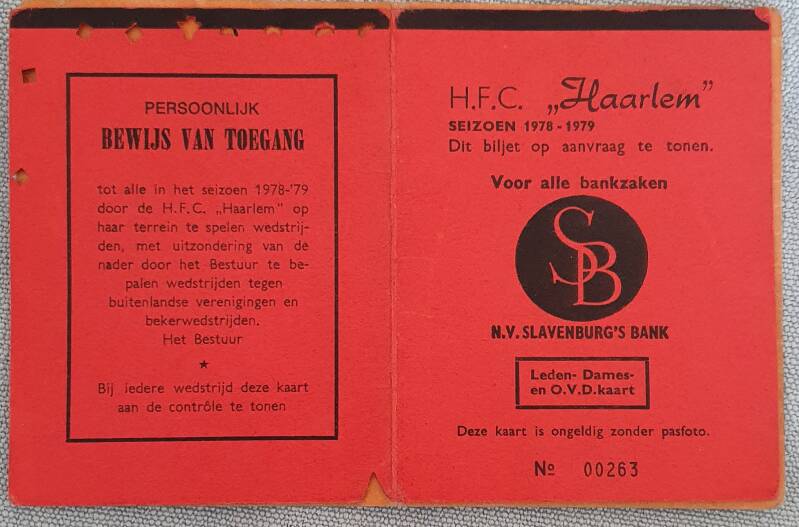 PERSOONLIJK
BEWIJS VAN TOEGANG
tot alle in het seizoen 1978-'79
door de H.F.C. „Haarlem" op
haar terrein te spelen wedstrij-
den, met uitzondering van de
nader door het Bestuur te be-
palen wedstrijden tegen
buitenlandse verenigingen en
bekerwedstrijden.
Het Bestuur
★
Bij iedere wedstrijd deze kaart
aan de contrôle te tonen
H.F.C. „Haarlem"
SEIZOEN 1978-1979
Dit biljet op aanvraag te tonen.
Voor alle bankzaken
SB
N.V. SLAVENBURG'S BANK
Leden- Dames-
en O.V.D.kaart
Deze kaart is ongeldig zonder pasfoto.
№ 00263